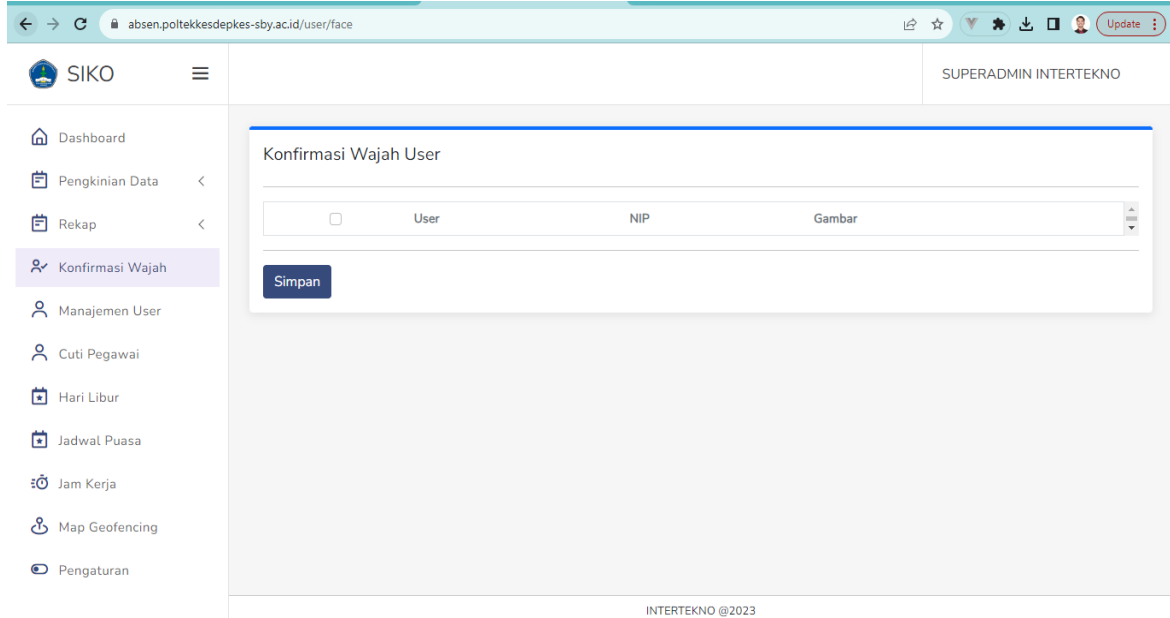 absen.poltekkesdepkes-sby.ac.id/user/face
Update
SIKO
SUPERADMIN INTERTEKNO
Dashboard
Pengkinian Data
Rekap
Konfirmasi Wajah
Manajemen User
Cuti Pegawai
Hari Libur
Jadwal Puasa
Jam Kerja
Map Geofencing
Pengaturan
Konfirmasi Wajah User
User NIP Gambar
Simpan
INTERTEKNO @2023